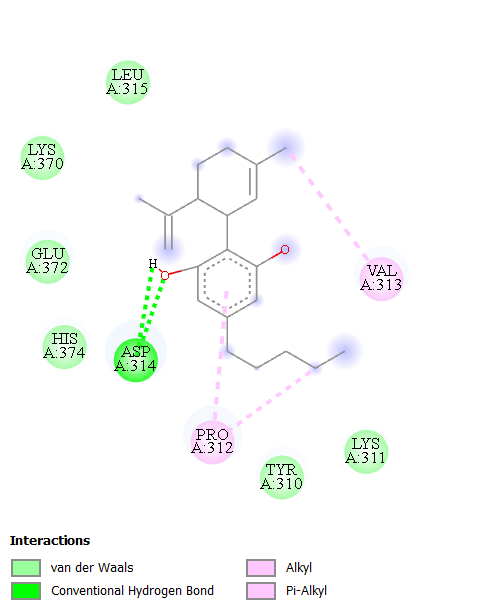 LEU
A:315
LYS
A:370
GLU
A:372
HIS
A:374
H
O
O
ASP
A:314
VAL
A:313
PRO
A:312
TYR
A:310
LYS
A:311
Interactions
van der Waals
Conventional Hydrogen Bond
Alkyl
Pi-Alkyl